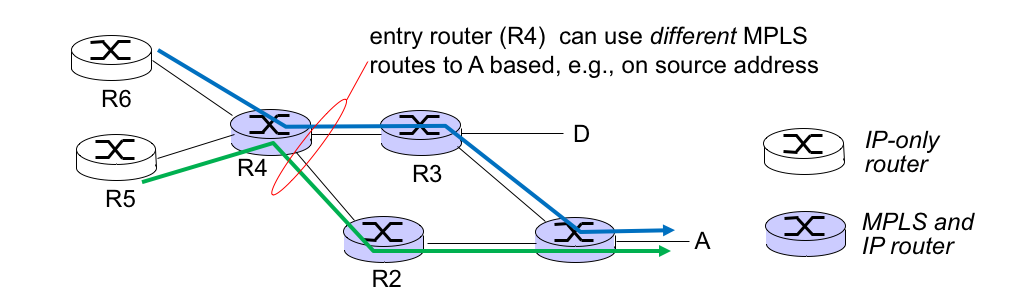 entry router (R4)  can use different MPLS
routes to A based, e.g., on source address
R6
R5
R4
R3
D
R2
A
IP-only
router
MPLS and
IP router